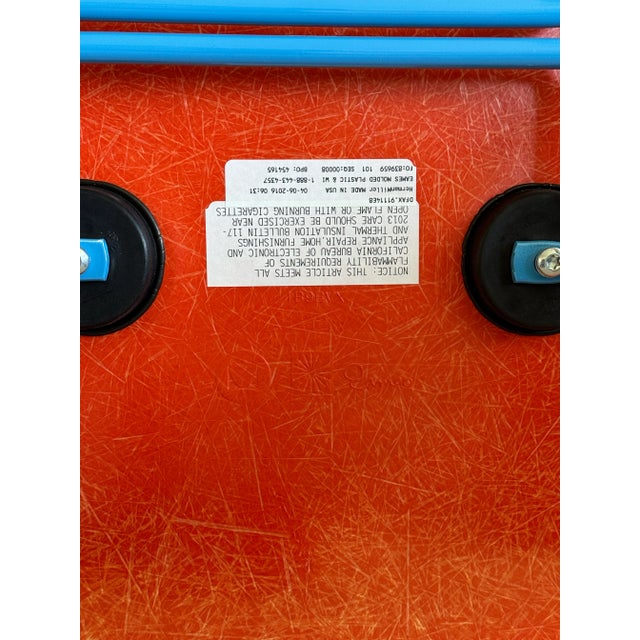 NOTICE: THIS ARTICLE MEETS ALL
FLAMMABILITY REQUIREMENTS OF
CALIFORNIA BUREAU OF ELECTRONIC AND
APPLIANCE REPAIR/HOME FURNISHINGS
AND THERMAL INSULATION BULLETIN 117-
2013 CARE SHOULD BE EXERCISED NEAR
OPEN FLAME OR WITH BURNING CIGARETTES
DFAX.9111AE8
HermanMiller MADE IN USA 04-06-2016 06:31
EAMES MOLDED PLASTIC & WI 1-888-443-4357
FO:839659 101 SEQ:00008 BPO: 454165